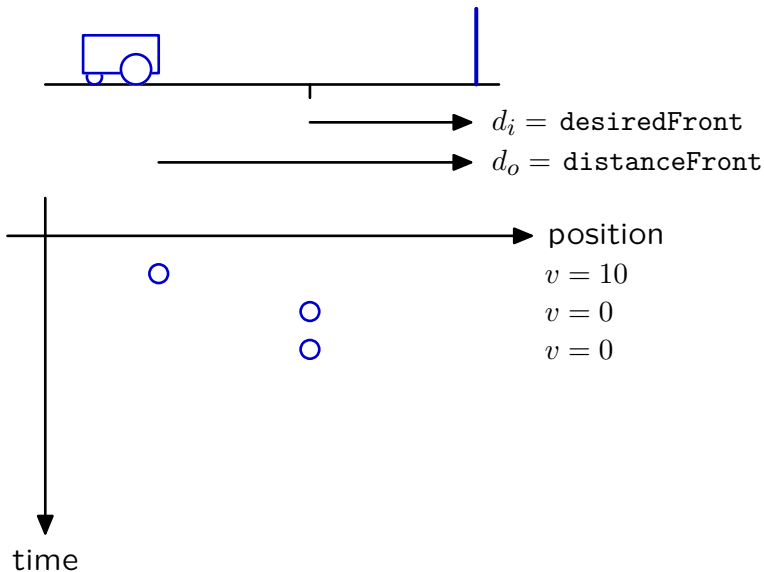 d_i = desiredFront
d_o = distanceFront
position
v = 10
v = 0
v = 0
time